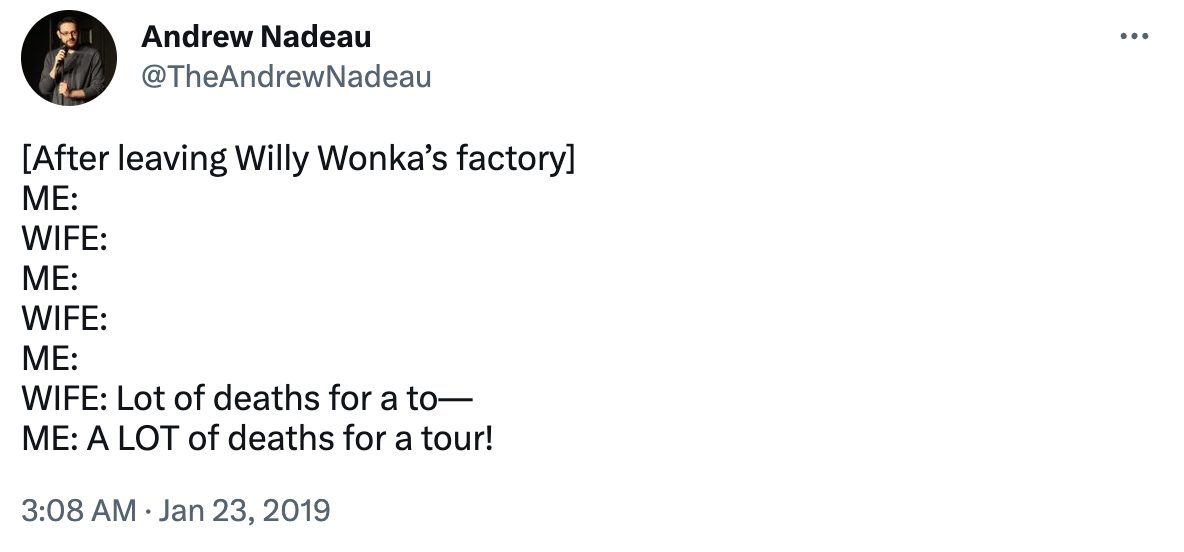 Andrew Nadeau
@TheAndrewNadeau
[After leaving Willy Wonka’s factory]
ME:
WIFE:
ME:
WIFE:
ME:
WIFE: Lot of deaths for a to—
ME: A LOT of deaths for a tour!
3:08 AM · Jan 23, 2019